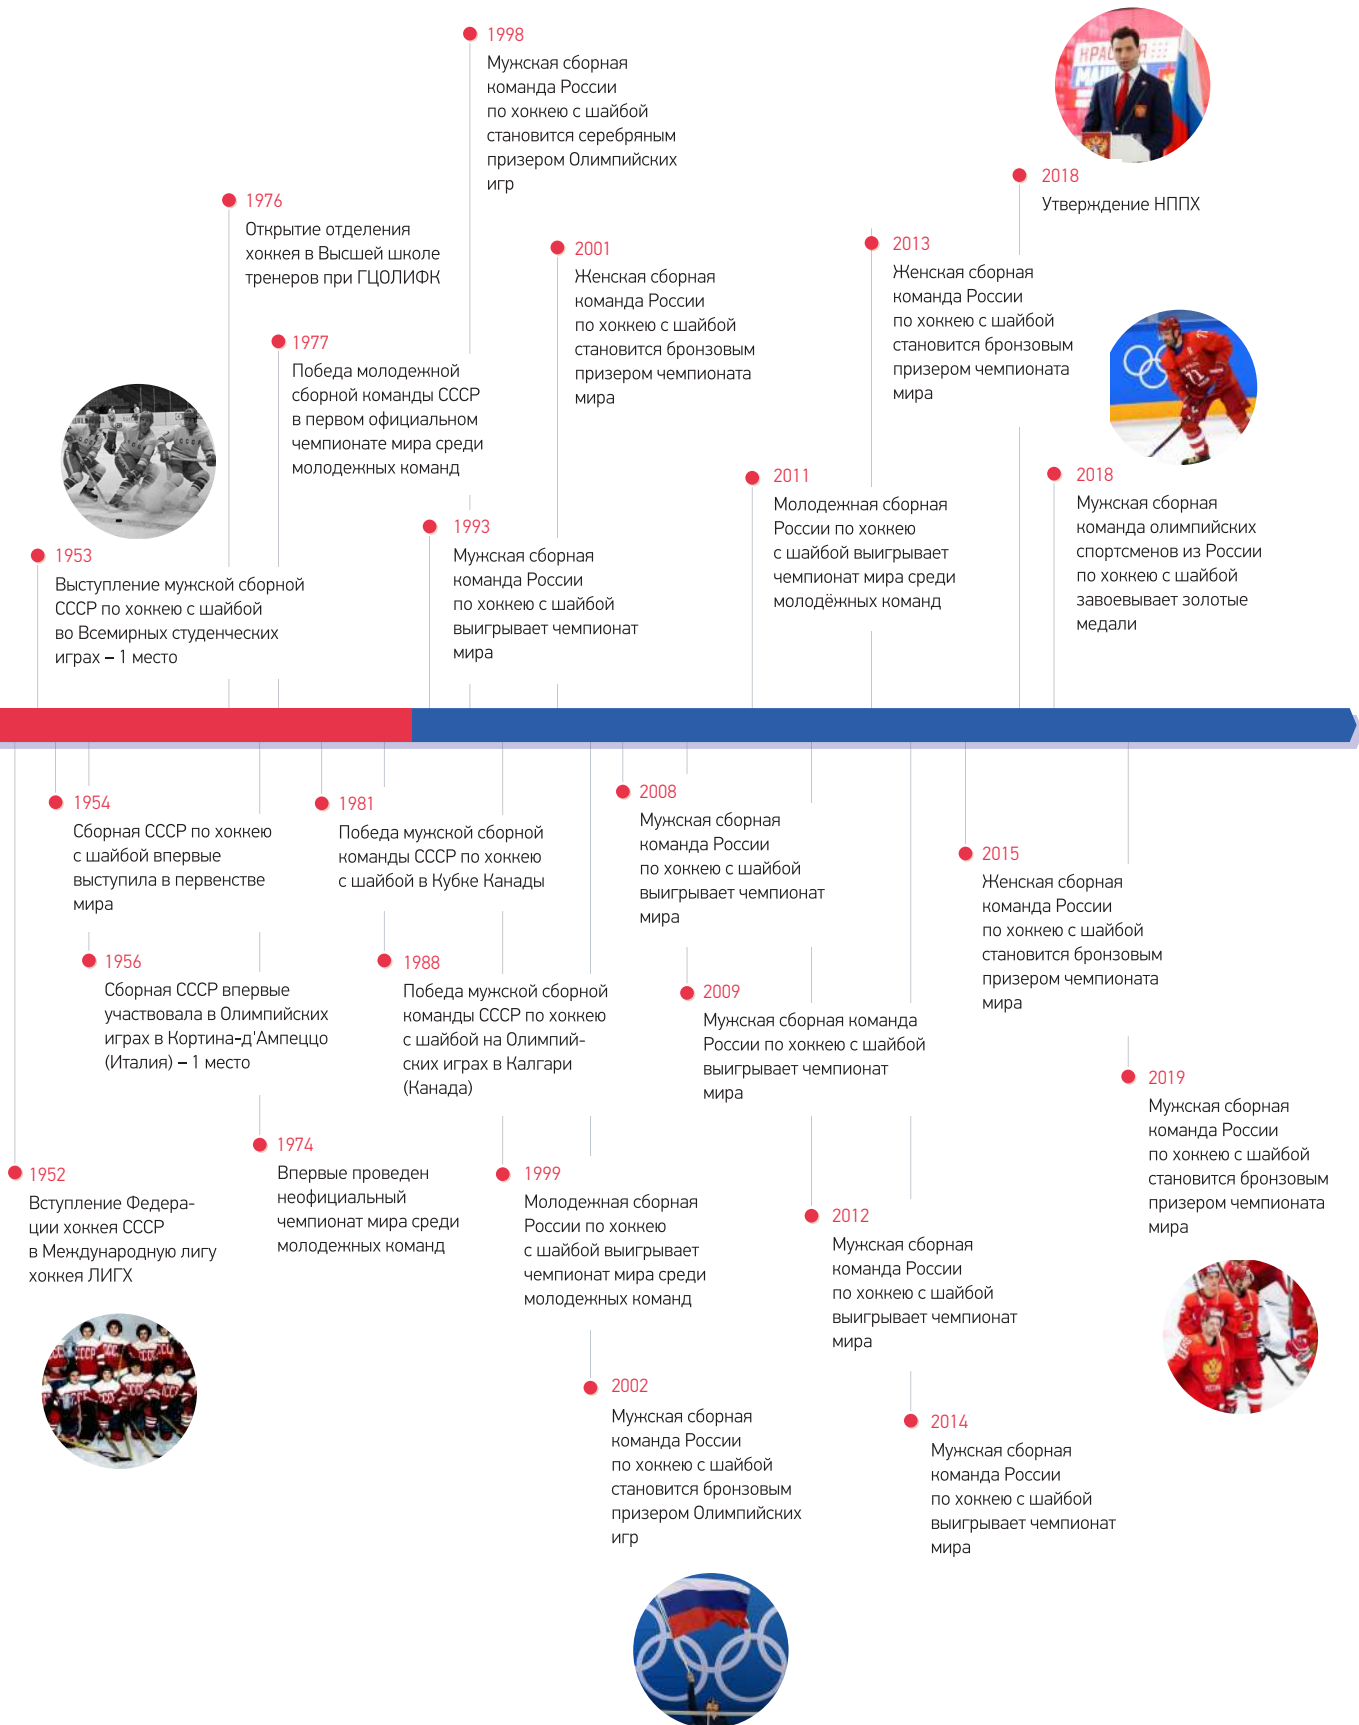 1998
Мужская сборная
команда России
по хоккею с шайбой
становится серебряным
призером Олимпийских
игр
2018
Утверждение НППХ
1976
Открытие отделения
хоккея в Высшей школе
тренеров при ГЦОЛИФК
2001
Женская сборная
команда России
по хоккею с шайбой
становится бронзовым
призером чемпионата
мира
2013
Женская сборная
команда России
по хоккею с шайбой
становится бронзовым
призером чемпионата
мира
1977
Победа молодежной
сборной команды СССР
в первом официальном
чемпионате мира среди
молодежных команд
2011
Молодежная сборная
России по хоккею
с шайбой выигрывает
чемпионат мира среди
молодёжных команд
2018
Мужская сборная
команда олимпийских
спортсменов из России
по хоккею с шайбой
завоевывает золотые
медали
1993
Мужская сборная
команда России
по хоккею с шайбой
выигрывает чемпионат
мира
1953
Выступление мужской сборной
СССР по хоккею с шайбой
во Всемирных студенческих
играх – 1 место
1954
Сборная СССР по хоккею
с шайбой впервые
выступила в первенстве
мира
1981
Победа мужской сборной
команды СССР по хоккею
с шайбой в Кубке Канады
2008
Мужская сборная
команда России
по хоккею с шайбой
выигрывает чемпионат
мира
2015
Женская сборная
команда России
по хоккею с шайбой
становится бронзовым
призером чемпионата
мира
1956
Сборная СССР впервые
участвовала в Олимпийских
играх в Кортина-д'Ампеццо
(Италия) – 1 место
1988
Победа мужской сборной
команды СССР по хоккею
с шайбой на Олимпий-
ских играх в Калгари
(Канада)
2009
Мужская сборная команда
России по хоккею с шайбой
выигрывает чемпионат
мира
2019
Мужская сборная
команда России
по хоккею с шайбой
становится бронзовым
призером чемпионата
мира
1952
Вступление Федера-
ции хоккея СССР
в Международную лигу
хоккея ЛИГХ
1974
Впервые проведен
неофициальный
чемпионат мира среди
молодежных команд
1999
Молодежная сборная
России по хоккею
с шайбой выигрывает
чемпионат мира среди
молодежных команд
2012
Мужская сборная
команда России
по хоккею с шайбой
выигрывает чемпионат
мира
2002
Мужская сборная
команда России
по хоккею с шайбой
становится бронзовым
призером Олимпийских
игр
2014
Мужская сборная
команда России
по хоккею с шайбой
выигрывает чемпионат
мира